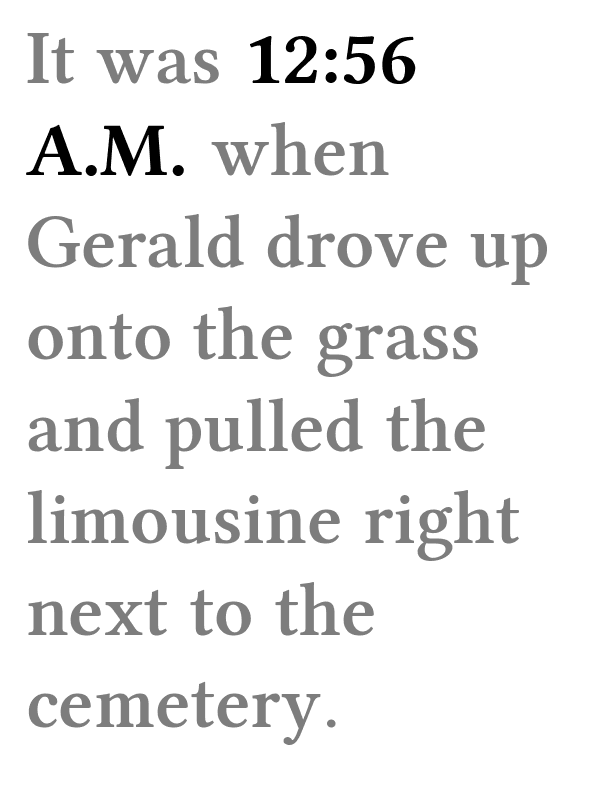 It was 12:56
A.M. when
Gerald drove up
onto the grass
and pulled the
limousine right
next to the
cemetery.